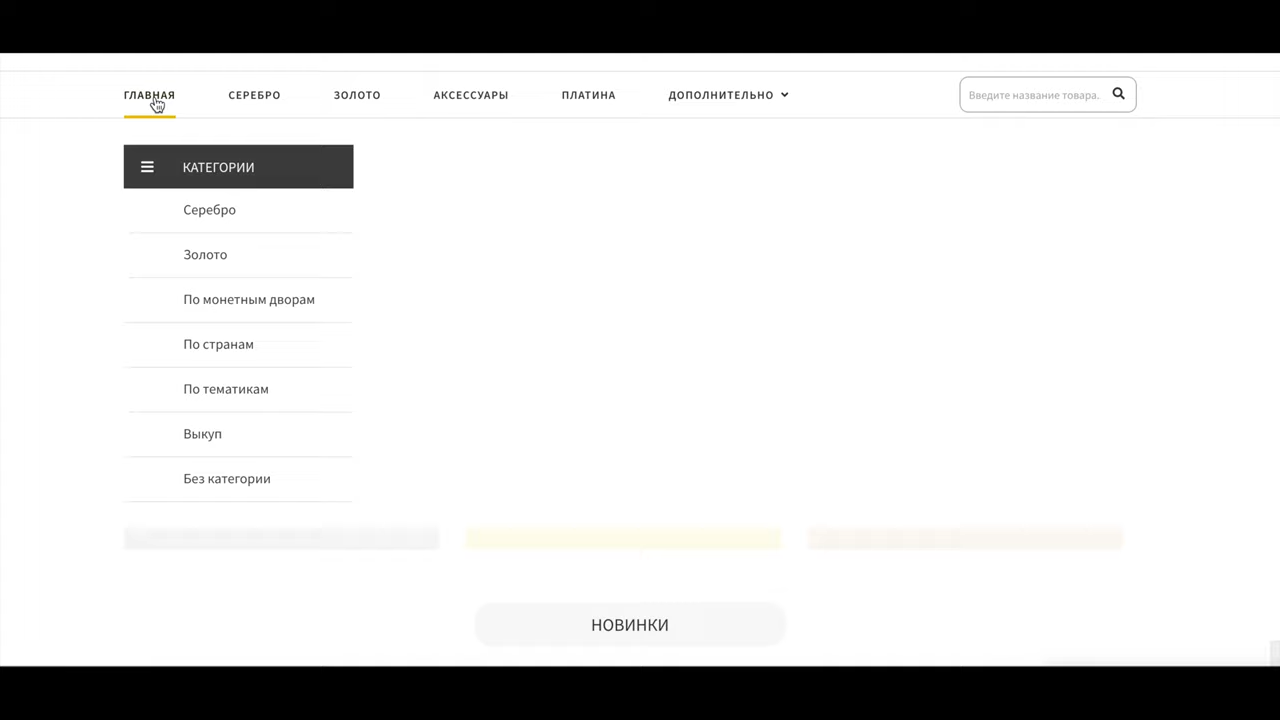 ГЛАВНАЯ СЕРЕБРО ЗОЛОТО АКСЕССУАРЫ ПЛАТИНА ДОПОЛНИТЕЛЬНО Введите название товара.
КАТЕГОРИИ
Серебро
Золото
По монетным дворам
По странам
По тематикам
Выкуп
Без категории
НОВИНКИ